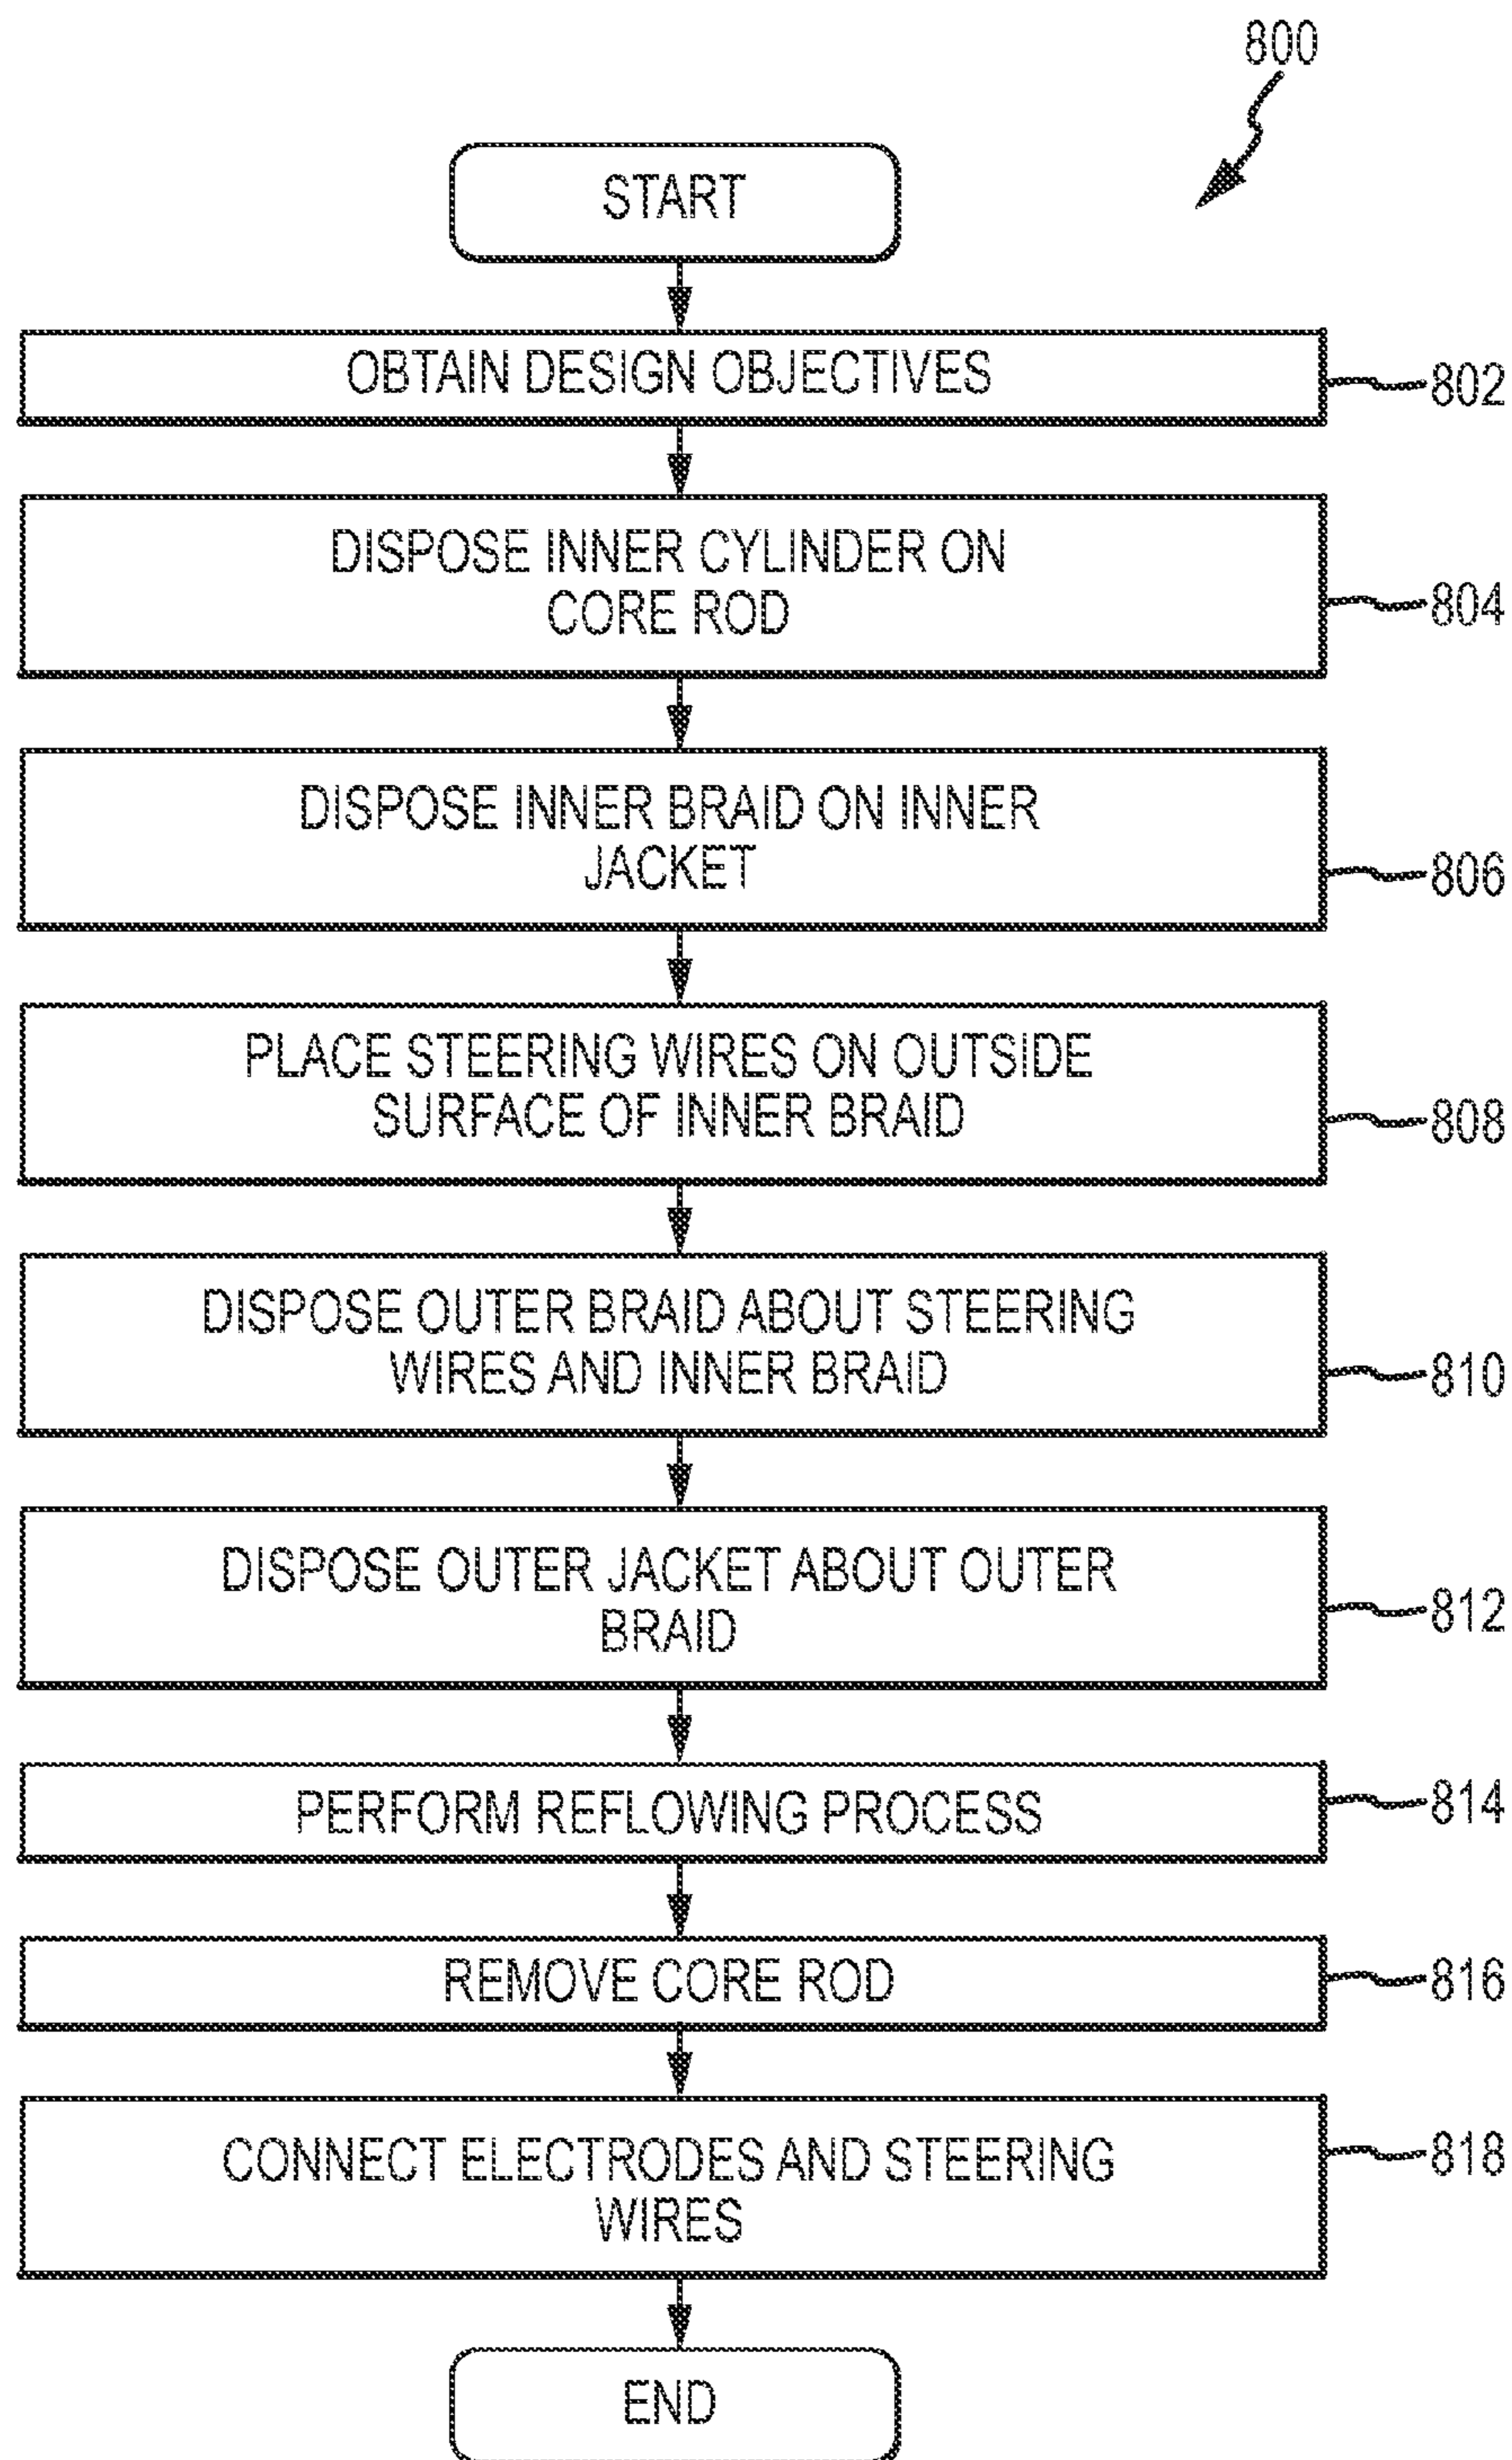 800
START
OBTAIN DESIGN OBJECTIVES
802
DISPOSE INNER CYLINDER ON
CORE ROD
804
DISPOSE INNER BRAID ON INNER
JACKET
806
PLACE STEERING WIRES ON OUTSIDE
SURFACE OF INNER BRAID
808
DISPOSE OUTER BRAID ABOUT STEERING
WIRES AND INNER BRAID
810
DISPOSE OUTER JACKET ABOUT OUTER
BRAID
812
PERFORM REFLOWING PROCESS
814
REMOVE CORE ROD
816
CONNECT ELECTRODES AND STEERING
WIRES
818
END